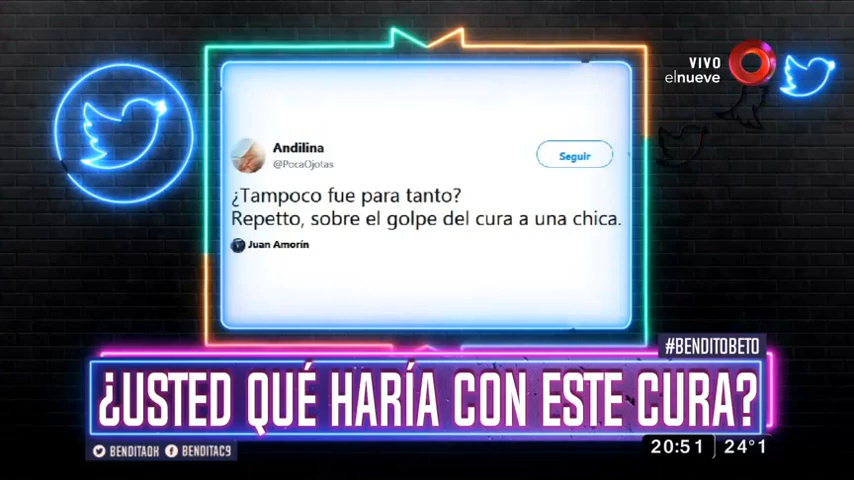 VIVO
elnueve
Andilina
@PocaOjotas
Seguir
¿Tampoco fue para tanto?
Repetto, sobre el golpe del cura a una chica.
Juan Amorín
#BENDITOBETO
¿USTED QUÉ HARÍA CON ESTE CURA?
BENDITAOK BENDITAC9
20:51 24°1